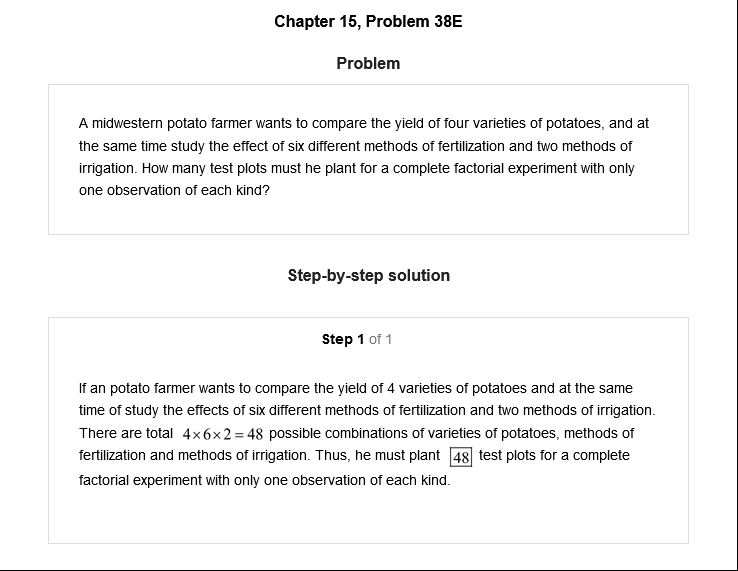 Chapter 15, Problem 38E
Problem
A midwestern potato farmer wants to compare the yield of four varieties of potatoes, and at
the same time study the effect of six different methods of fertilization and two methods of
irrigation. How many test plots must he plant for a complete factorial experiment with only
one observation of each kind?
Step-by-step solution
Step 1 of 1
If an potato farmer wants to compare the yield of 4 varieties of potatoes and at the same
time of study the effects of six different methods of fertilization and two methods of irrigation.
There are total 4×6×2=48 possible combinations of varieties of potatoes, methods of
fertilization and methods of irrigation. Thus, he must plant 48 test plots for a complete
factorial experiment with only one observation of each kind.